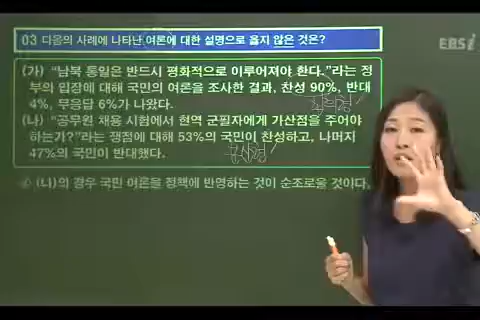 03 다음의 사례에 나타난 여론에 대한 설명으로 옳지 않은 것은?
EBSi
(가) "남북 통일은 반드시 평화적으로 이루어져야 한다."라는 정
부의 입장에 대해 국민의 여론을 조사한 결과, 찬성 90%, 반대
4%, 무응답 6%가 나왔다.
합의형
(나) "공무원 채용 시험에서 현역 군필자에게 가산점을 주어야
하는가?"라는 쟁점에 대해 53%의 국민이 찬성하고, 나머지
47%의 국민이 반대했다.
분산형
(나)의 경우 국민 여론을 정책에 반영하는 것이 순조로울 것이다.